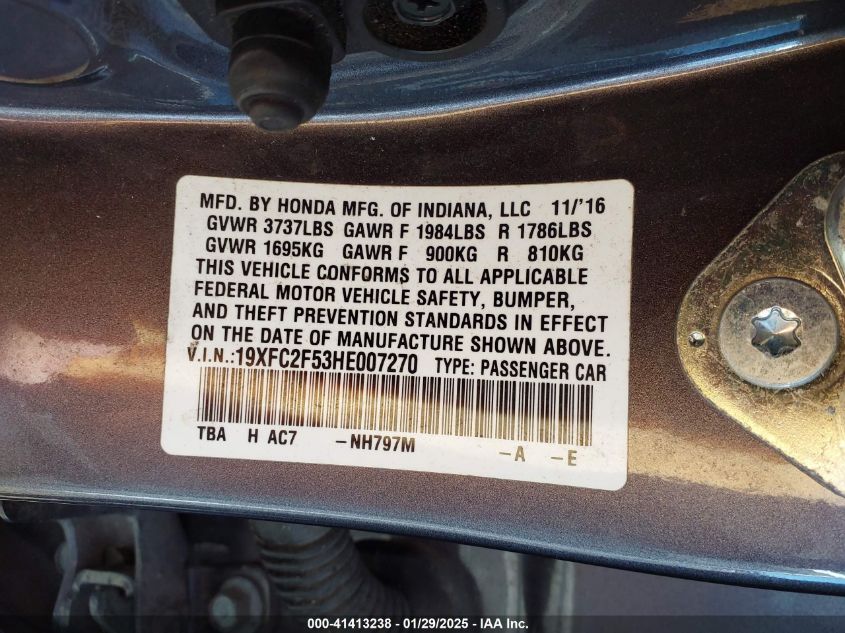 MFD. BY HONDA MFG. OF INDIANA, LLC 11/'16
GVWR 3737LBS GAWR F 1984LBS R 1786LBS
GVWR 1695KG GAWR F 900KG R 810KG
THIS VEHICLE CONFORMS TO ALL APPLICABLE
FEDERAL MOTOR VEHICLE SAFETY, BUMPER,
AND THEFT PREVENTION STANDARDS IN EFFECT
ON THE DATE OF MANUFACTURE SHOWN ABOVE.
V.I.N.:19XFC2F53HE007270 TYPE: PASSENGER CAR
TBA H AC7 -NH797M -A -E
000-41413238 - 01/29/2025 - IAA Inc.